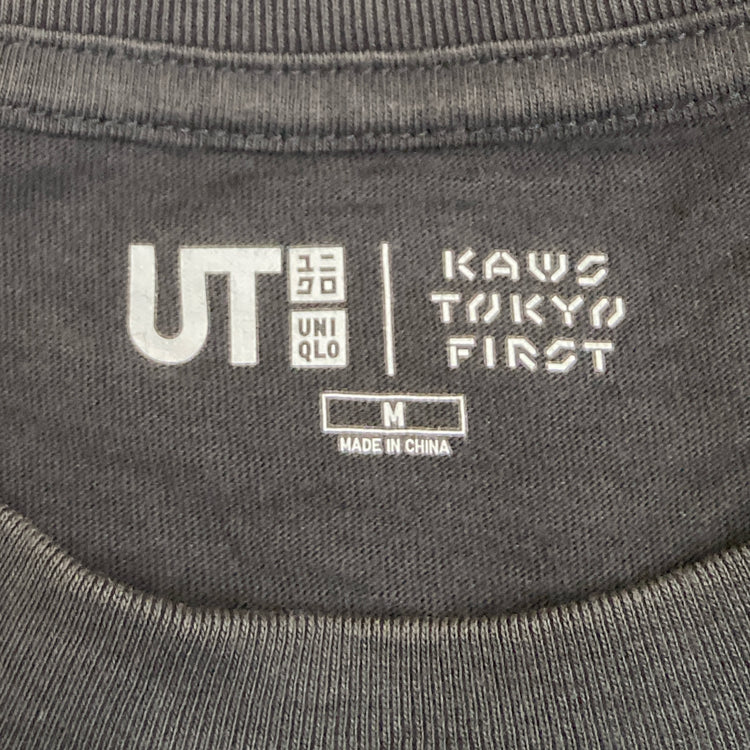 UT
ユニ
クロ
UNI
QLO
KAWS
TOKYO
FIRST
M
MADE IN CHINA